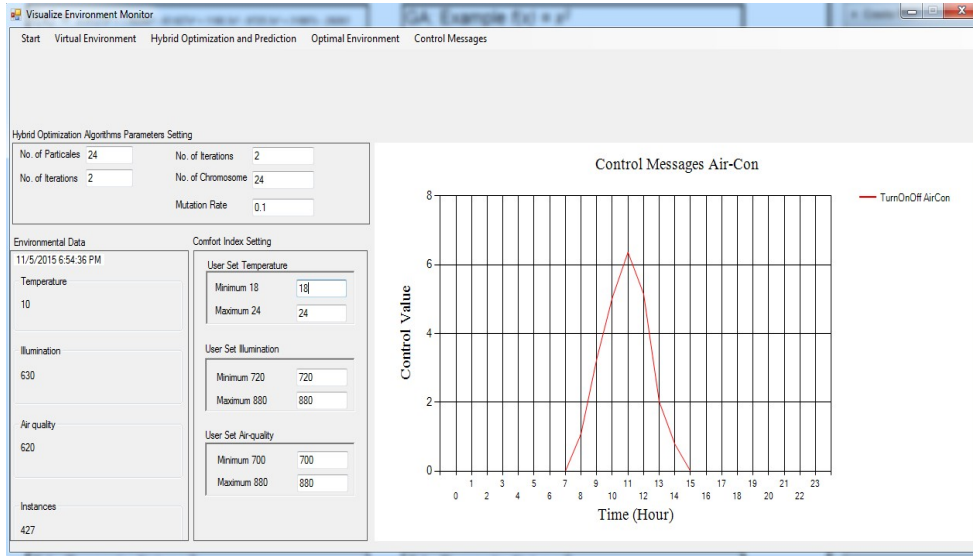 Visualize Environment Monitor
GA: Example f(x) = x²
Start Virtual Environment Hybrid Optimization and Prediction Optimal Environment Control Messages
Hybrid Optimization Algorithms Parameters Setting
No. of Particales 24 No. of Iterations 2
No. of Iterations 2 No. of Chromosome 24
Mutation Rate 0.1
Environmental Data
11/5/2015 6:54:36 PM
Temperature
10
Illumination
630
Air quality
620
Instances
427
Comfort Index Setting
User Set Temperature
Minimum 18 18
Maximum 24 24
User Set Illumination
Minimum 720 720
Maximum 880 880
User Set Air-quality
Minimum 700 700
Maximum 880 880
Control Messages Air-Con
TurnOnOff AirCon
Control Value
8
6
4
2
0
1 3 5 7 9 11 13 15 17 19 21 23
0 2 4 6 8 10 12 14 16 18 20 22
Time (Hour)